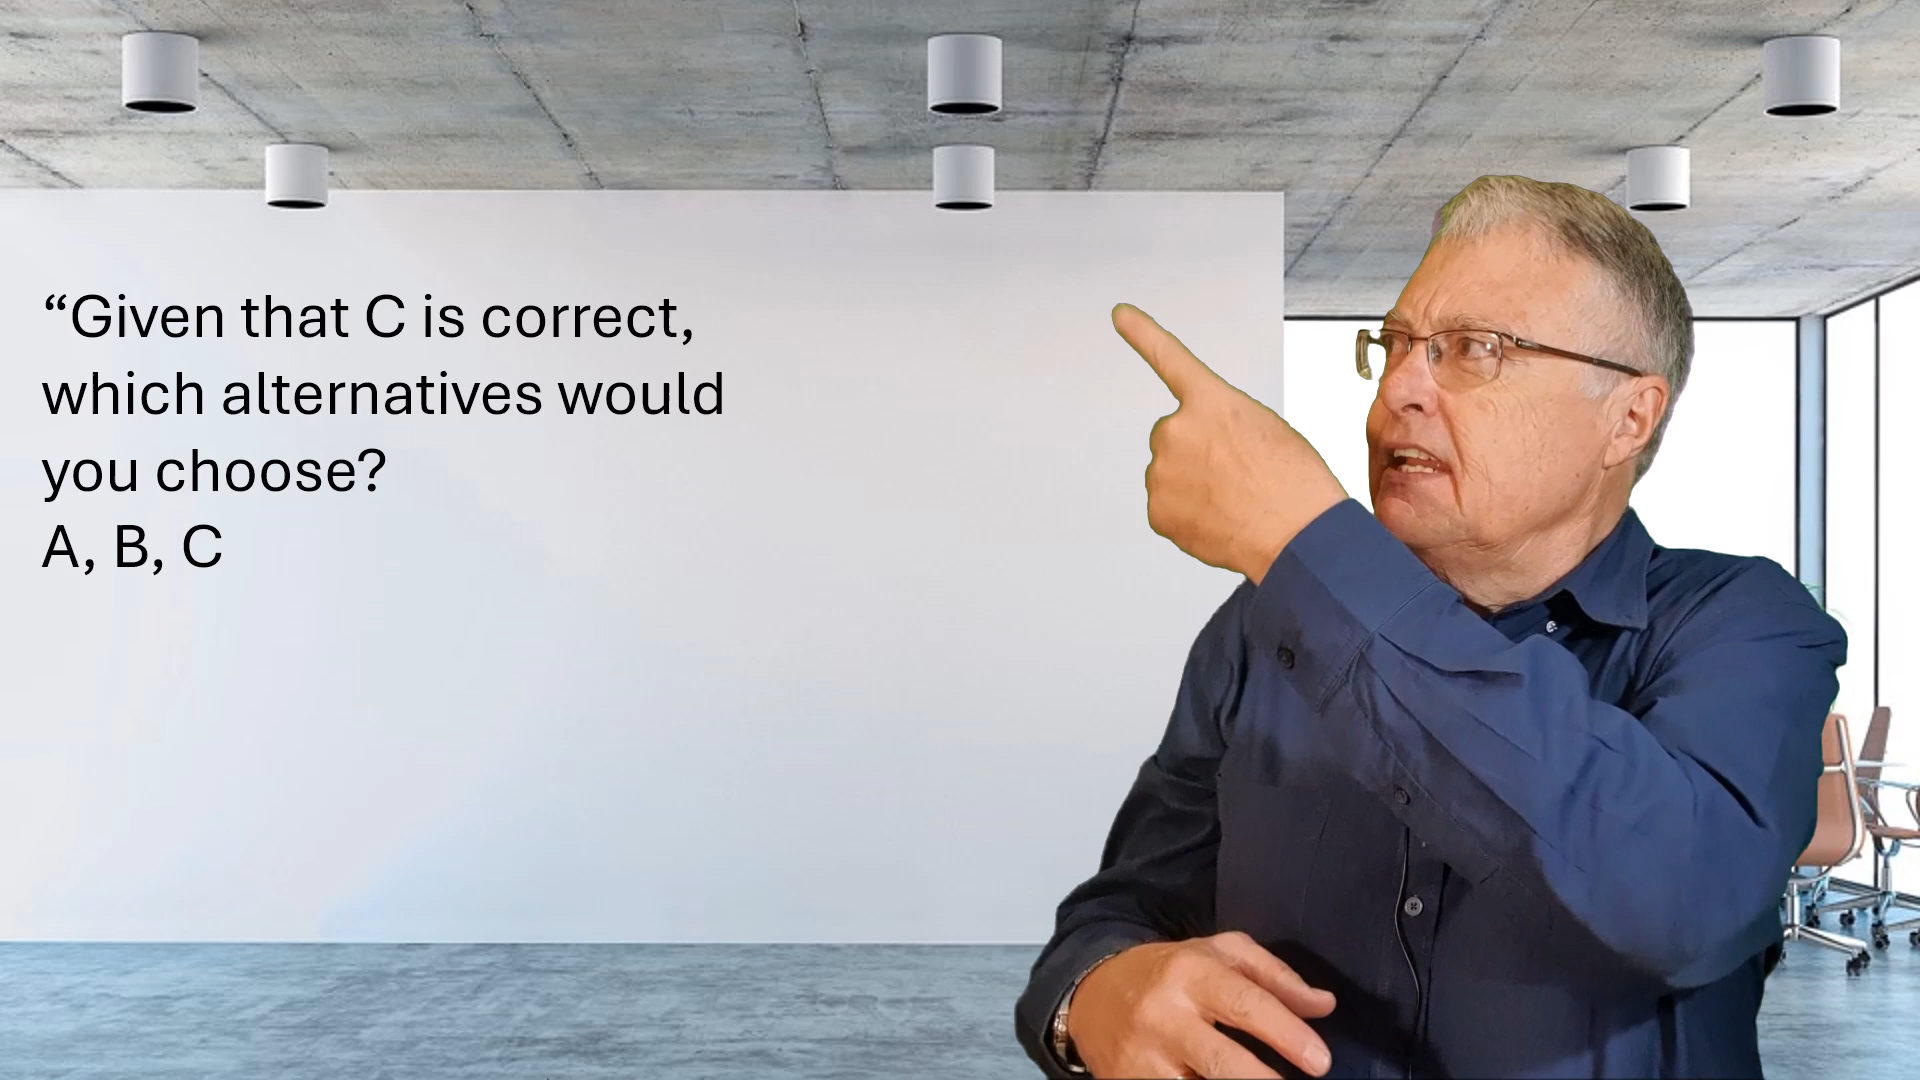 “Given that C is correct,
which alternatives would
you choose?
A, B, C